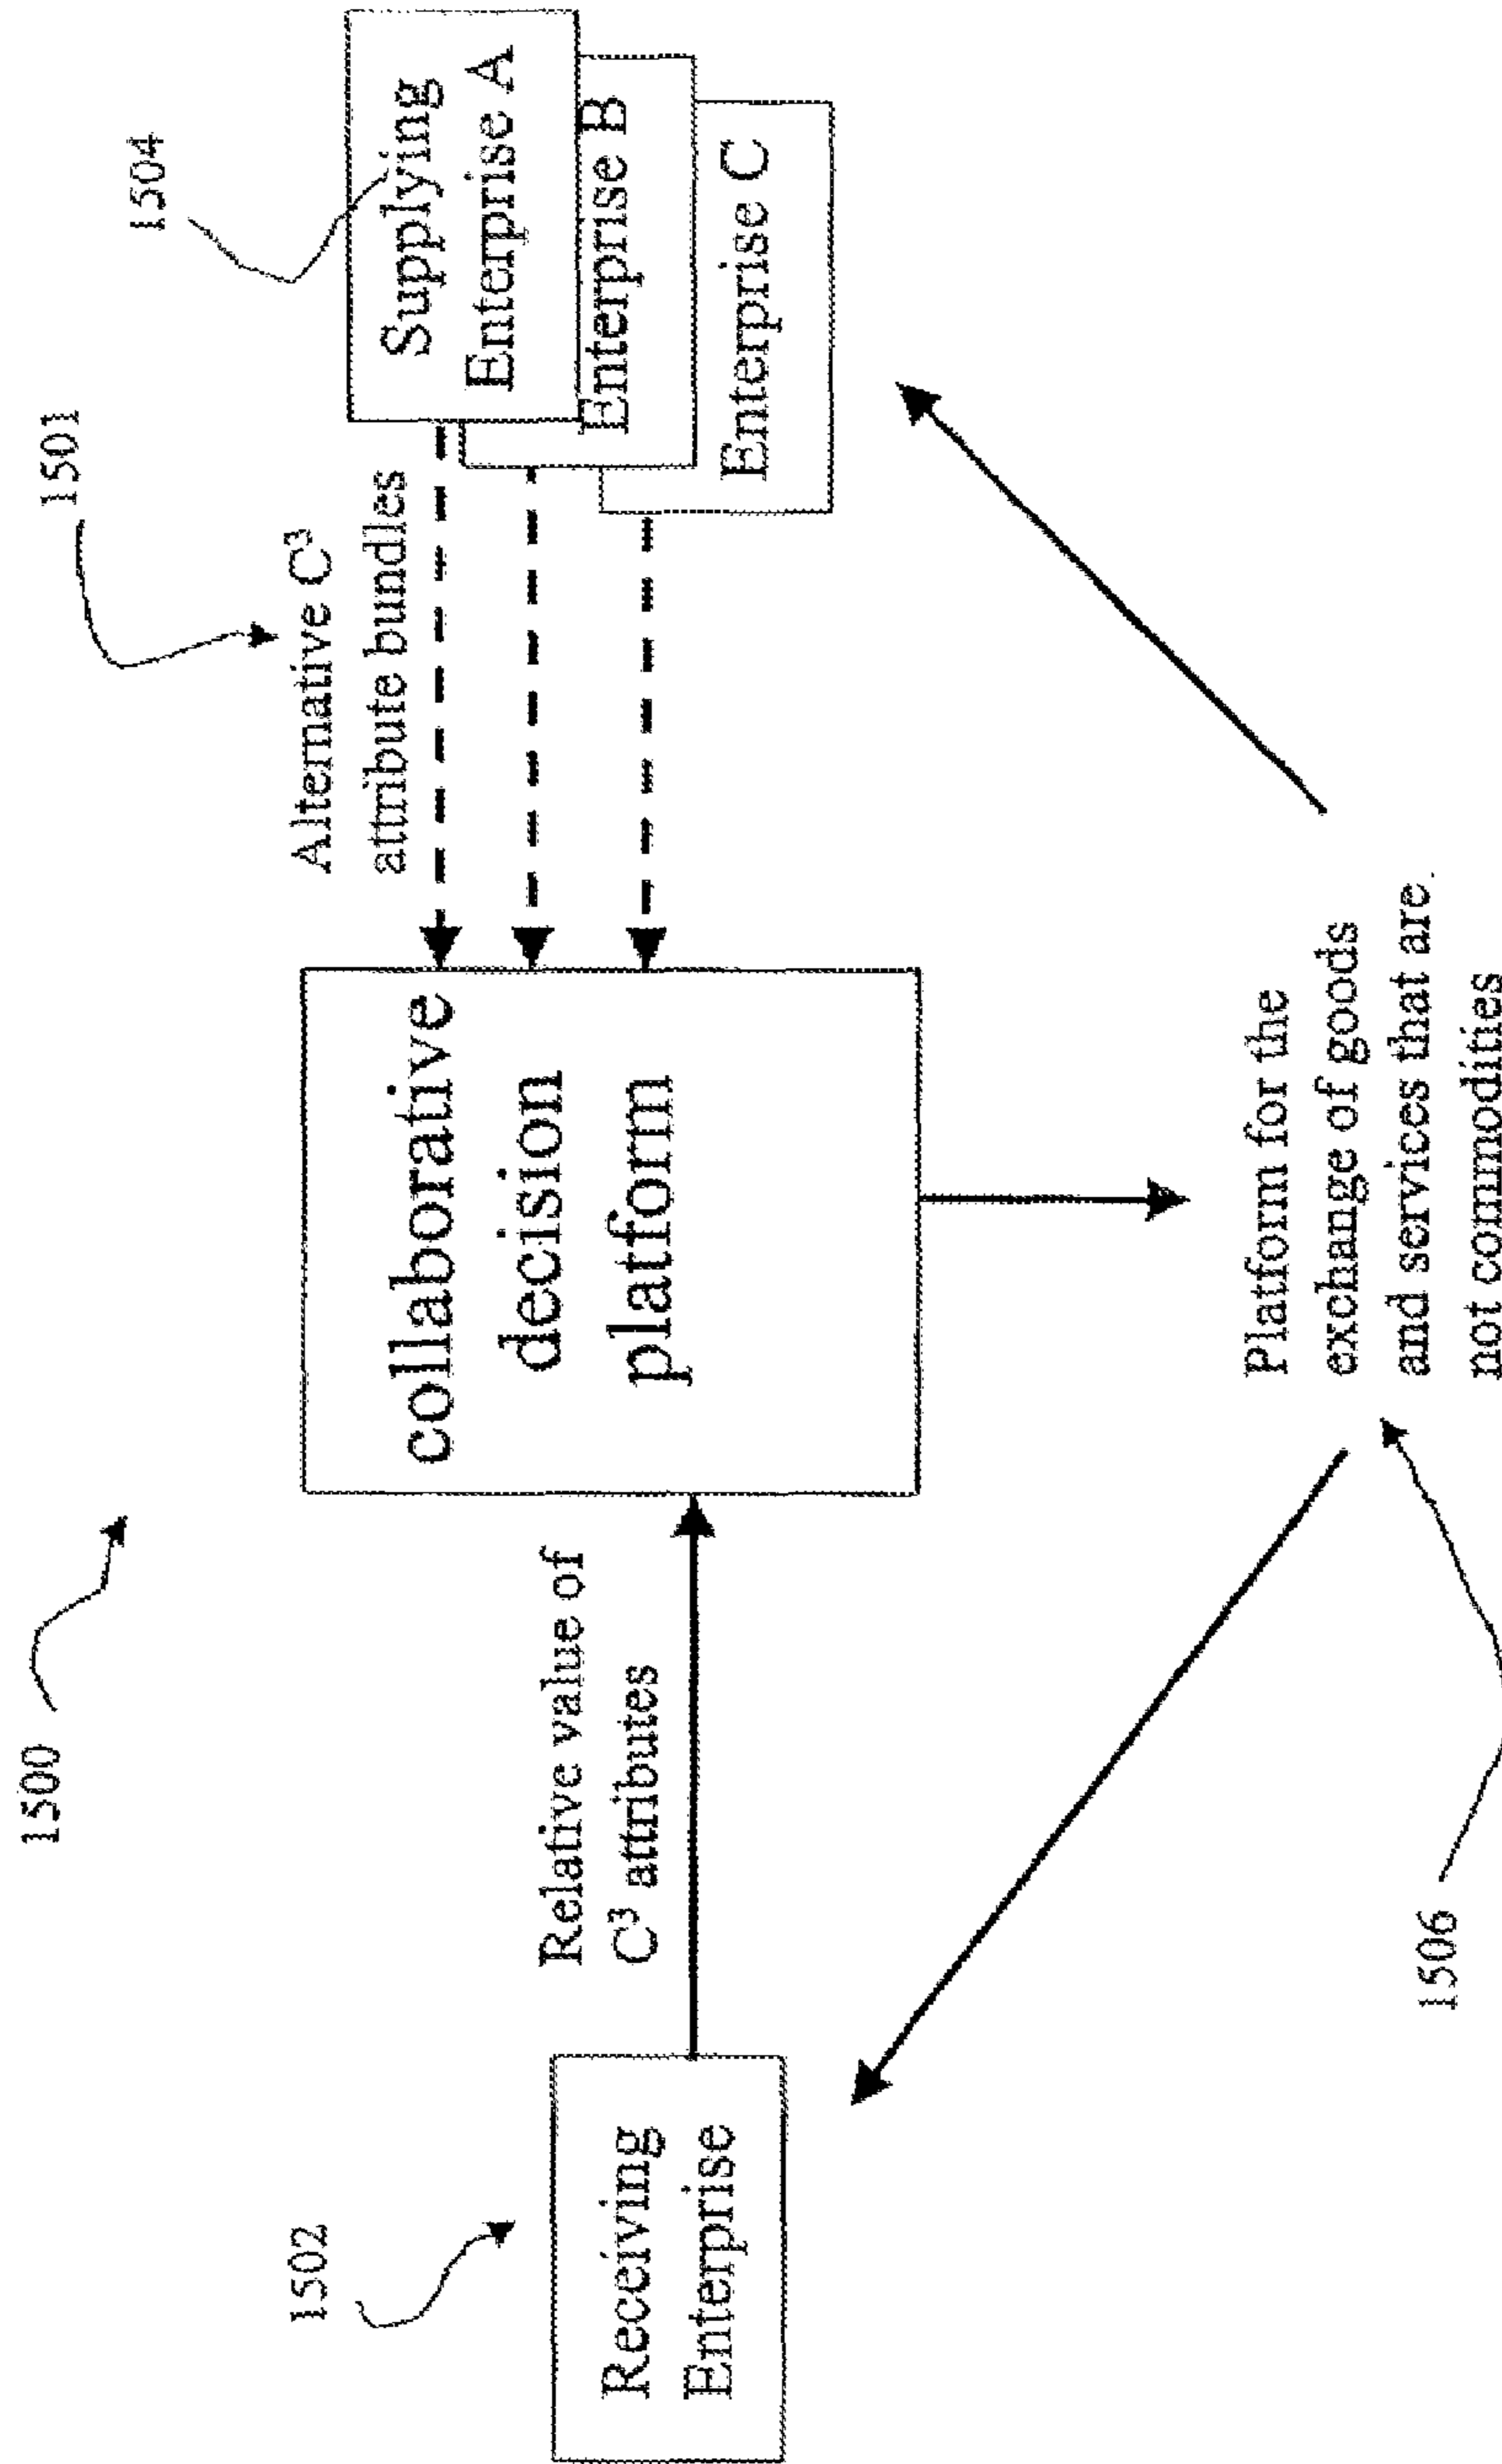 1500
1502
Receiving
Enterprise
Relative value of
C³ attributes
collaborative
decision
platform
1501
Alternative C³
attribute bundles
1504
Supplying
Enterprise A
Enterprise B
Enterprise C
Platform for the
exchange of goods
and services that are
not commodities
1506